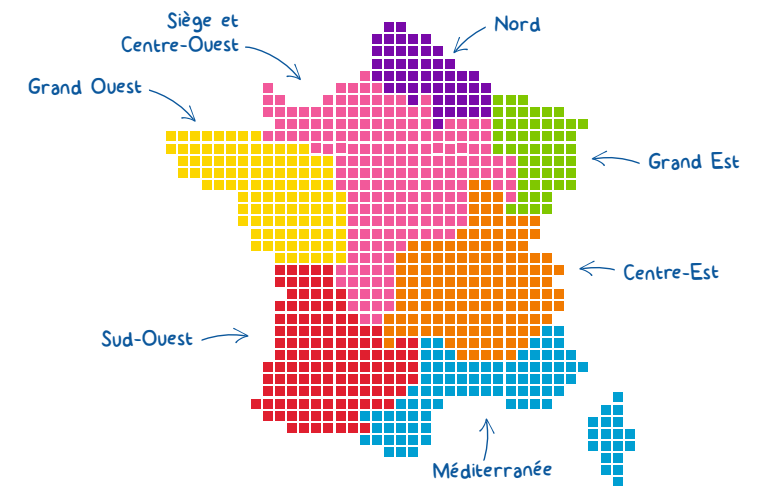 Siège et
Centre-Ouest
Nord
Grand Ouest
Grand Est
Centre-Est
Sud-Ouest
Méditerranée